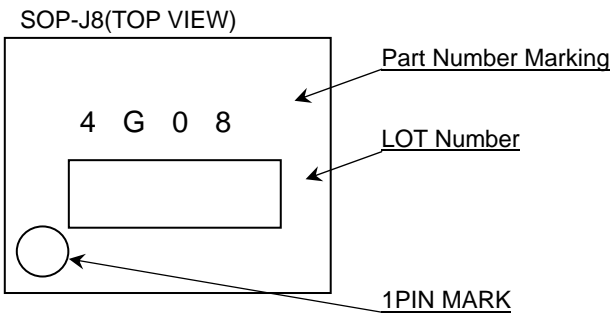 SOP-J8(TOP VIEW)
Part Number Marking
4 G 0 8
LOT Number
1PIN MARK